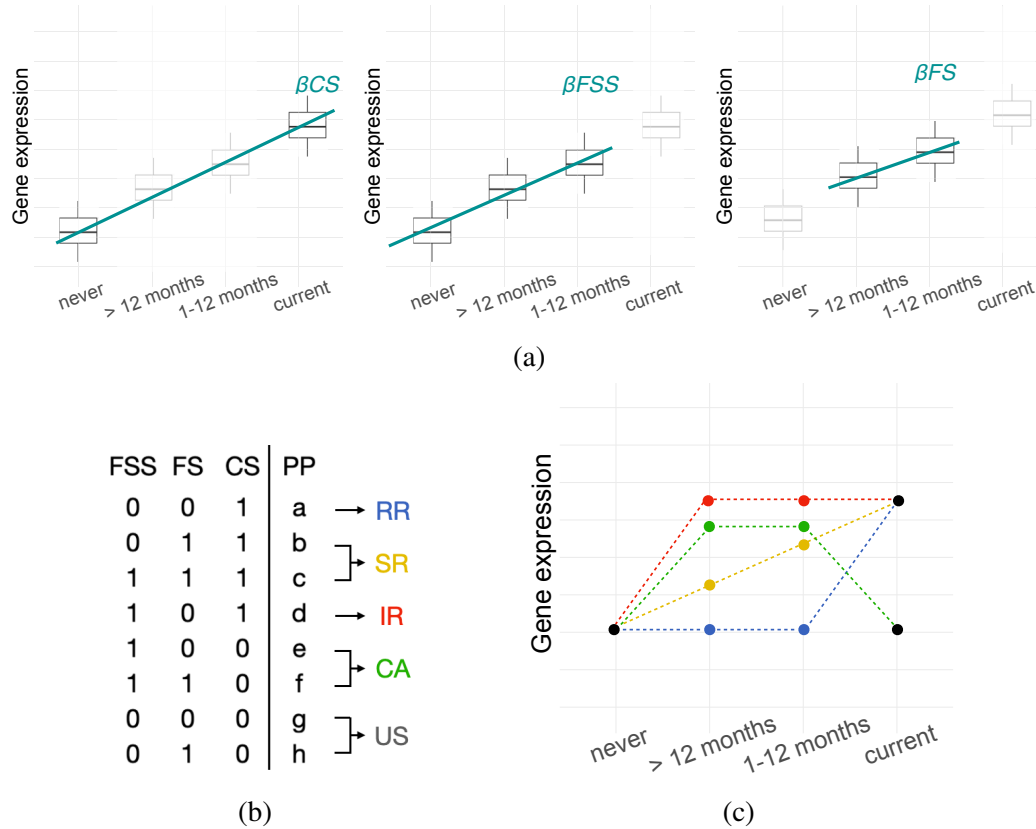 βCS
βFSS
βFS
Gene expression
Gene expression
Gene expression
never
> 12 months
1-12 months
current
never
> 12 months
1-12 months
current
never
> 12 months
1-12 months
current
(a)
FSS FS CS PP
0 0 1 a RR
0 1 1 b
SR
1 1 1 c
1 0 1 d IR
1 0 0 e
CA
1 1 0 f
0 0 0 g
US
0 1 0 h
(b)
Gene expression
never
> 12 months
1-12 months
current
(c)